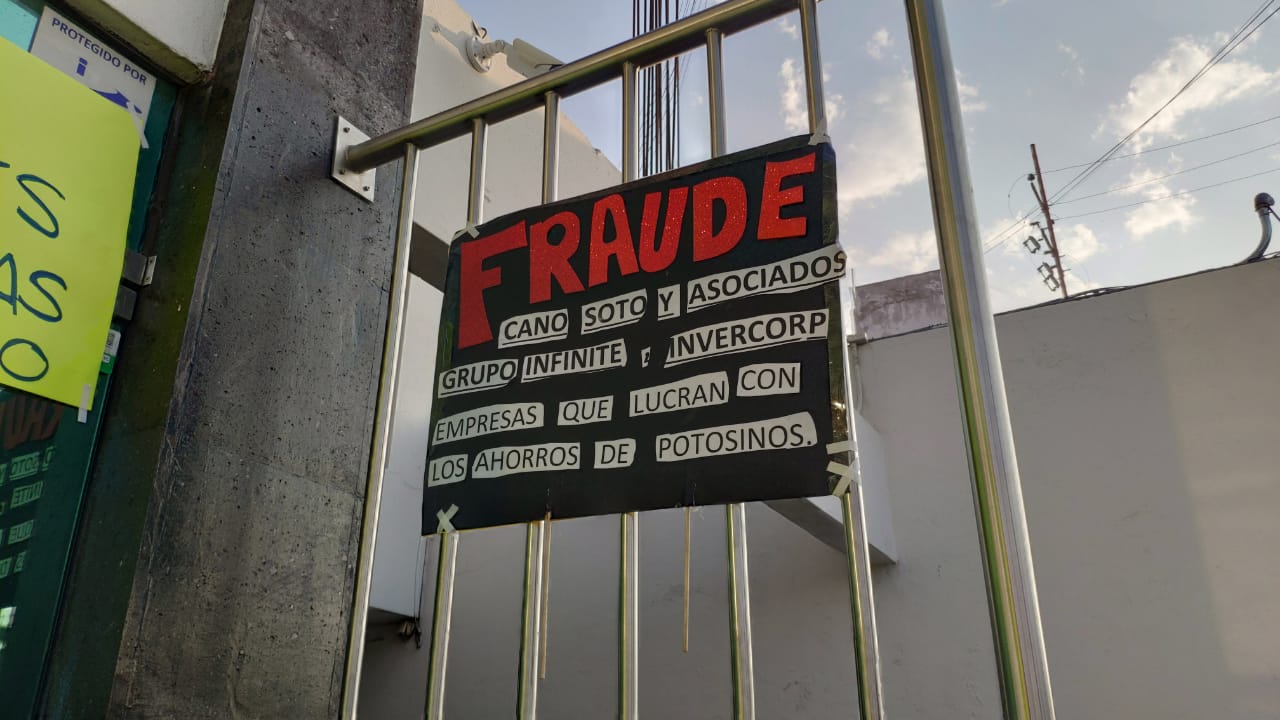 PROTEGIDO POR
FRAUDE
CANO SOTO Y ASOCIADOS
GRUPO INFINITE , INVERCORP
EMPRESAS QUE LUCRAN CON
LOS AHORROS DE POTOSINOS.